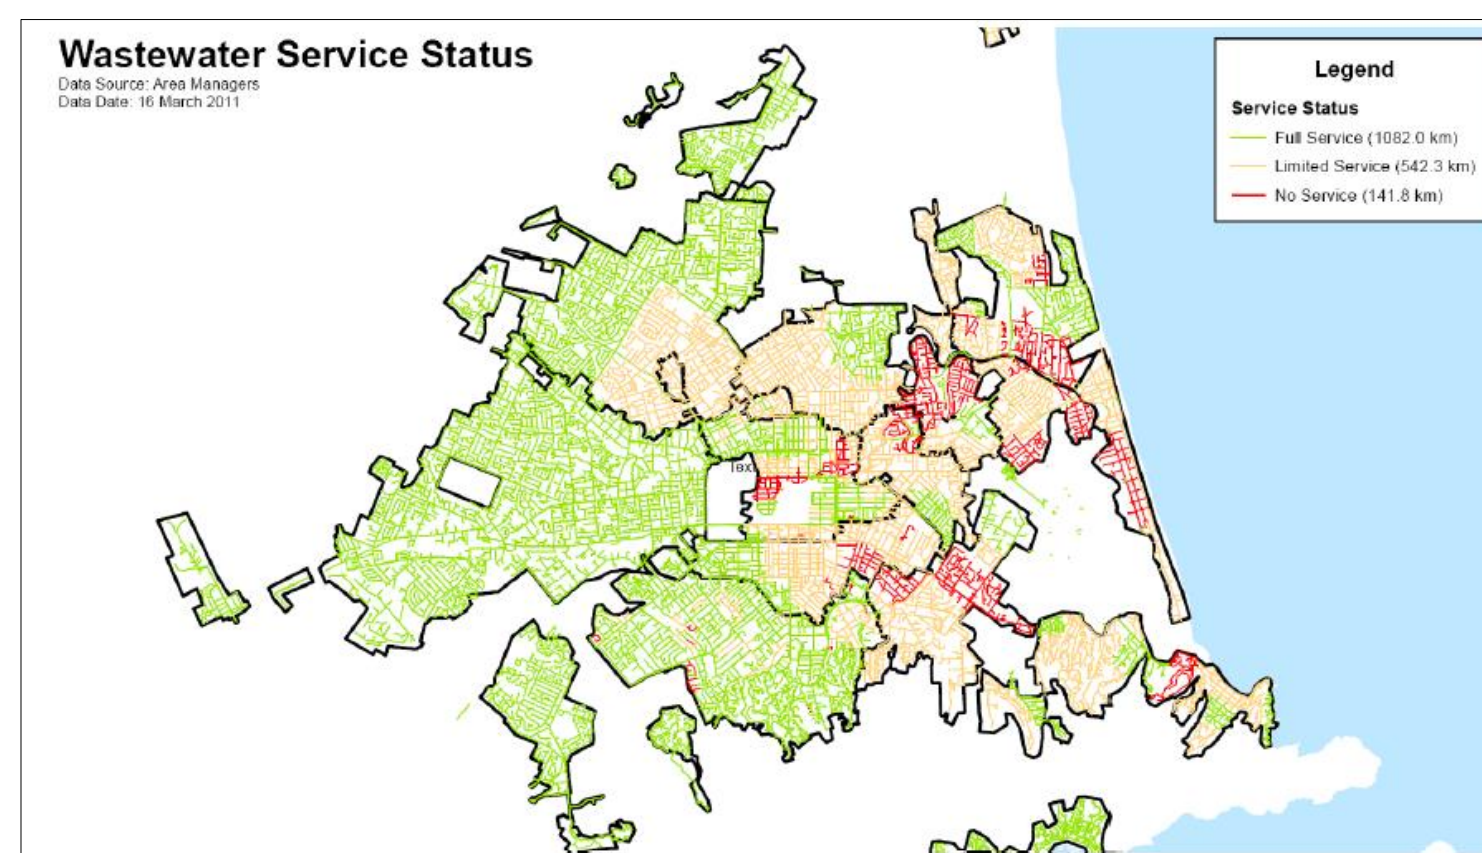 Wastewater Service Status
Data Source: Area Managers
Data Date: 16 March 2011
Legend
Service Status
Full Service (1082.0 km)
Limited Service (542.3 km)
No Service (141.8 km)
Text